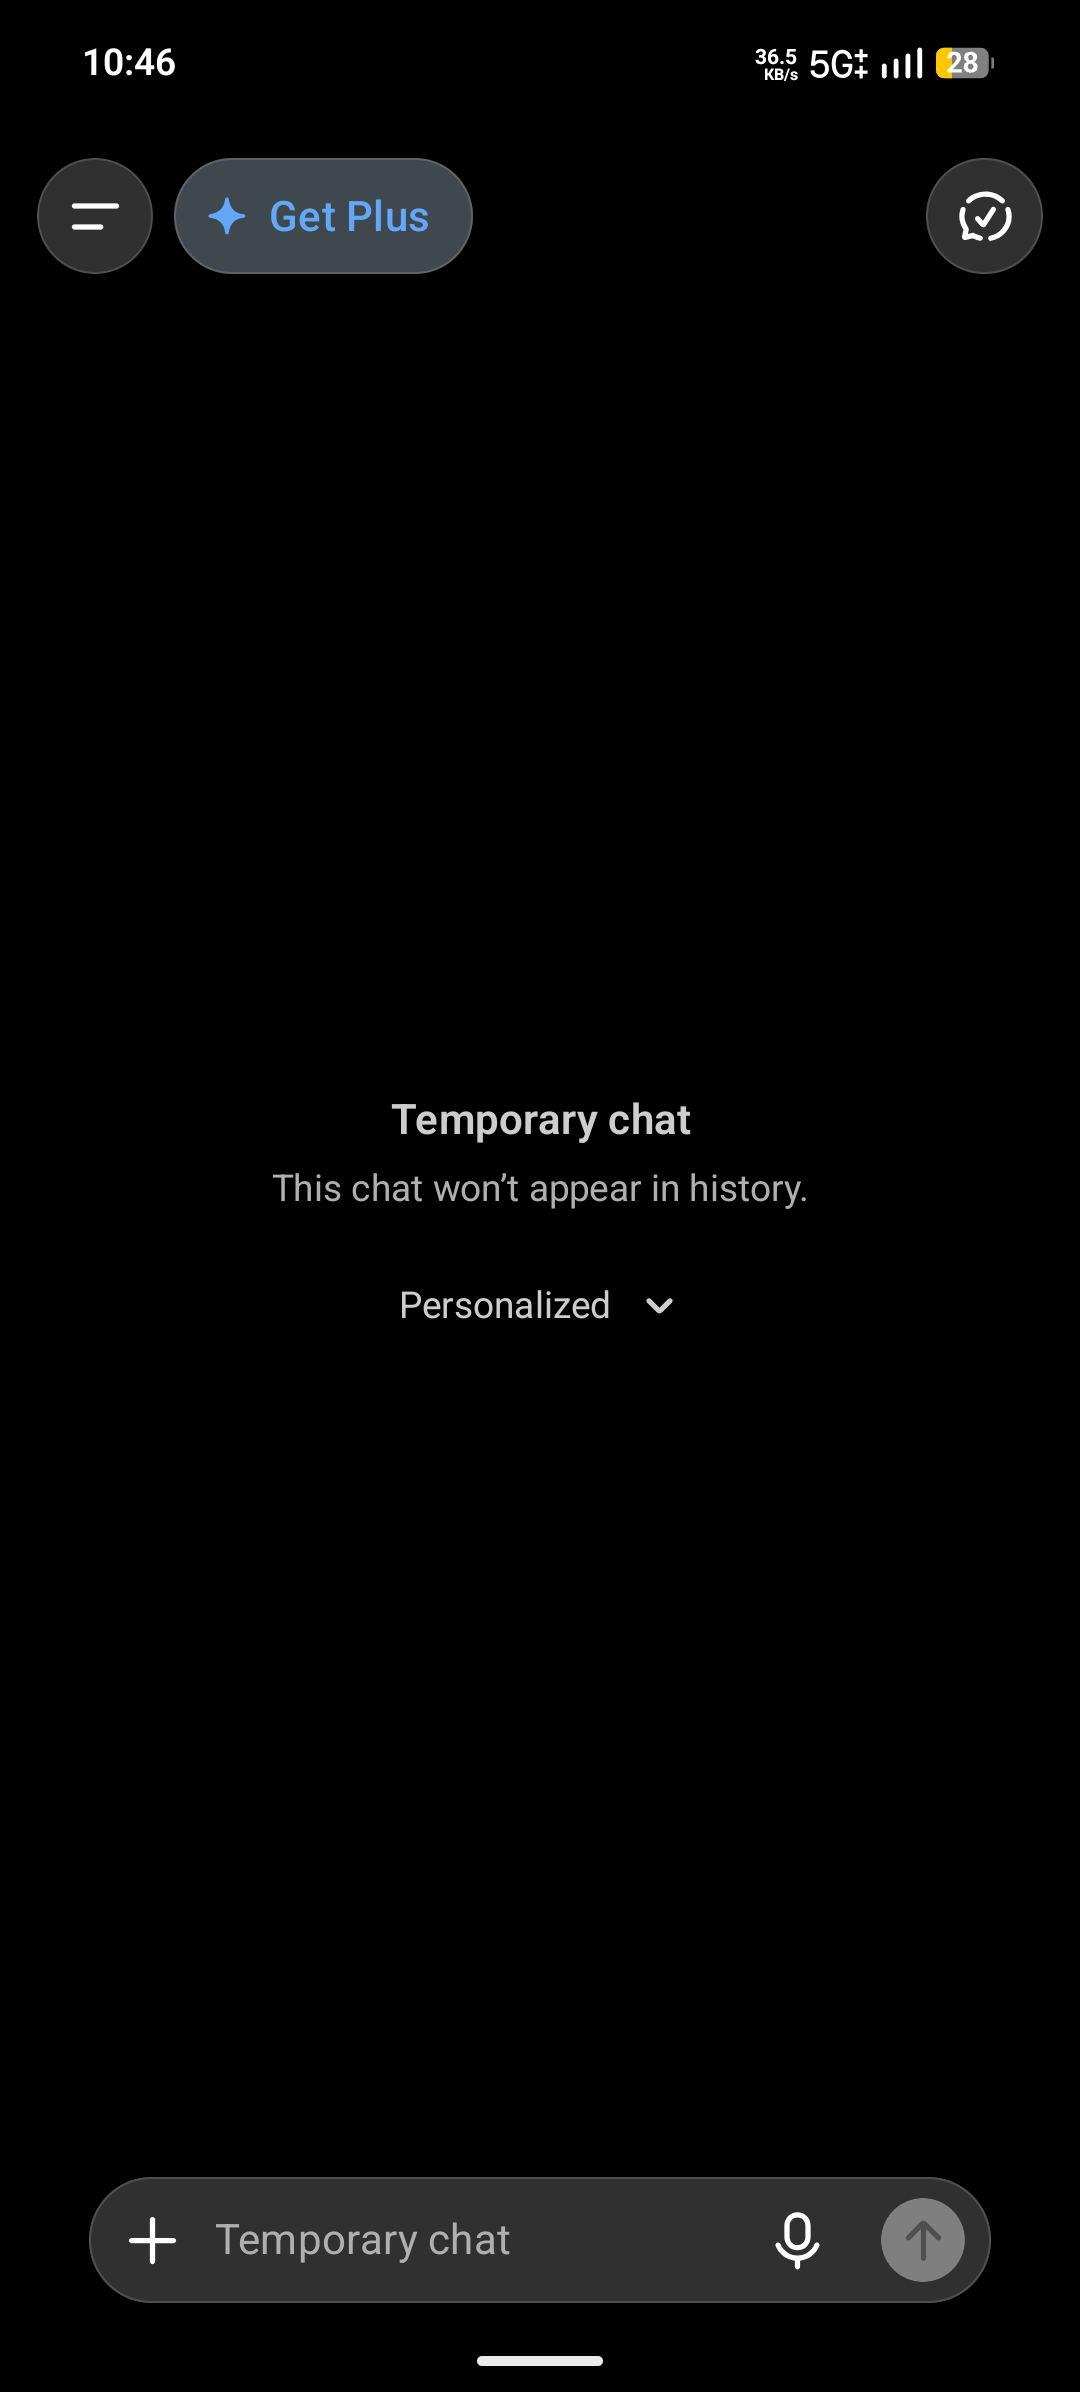 10:46
36.5
KB/s
5G
28
Get Plus
Temporary chat
This chat won’t appear in history.
Personalized
Temporary chat